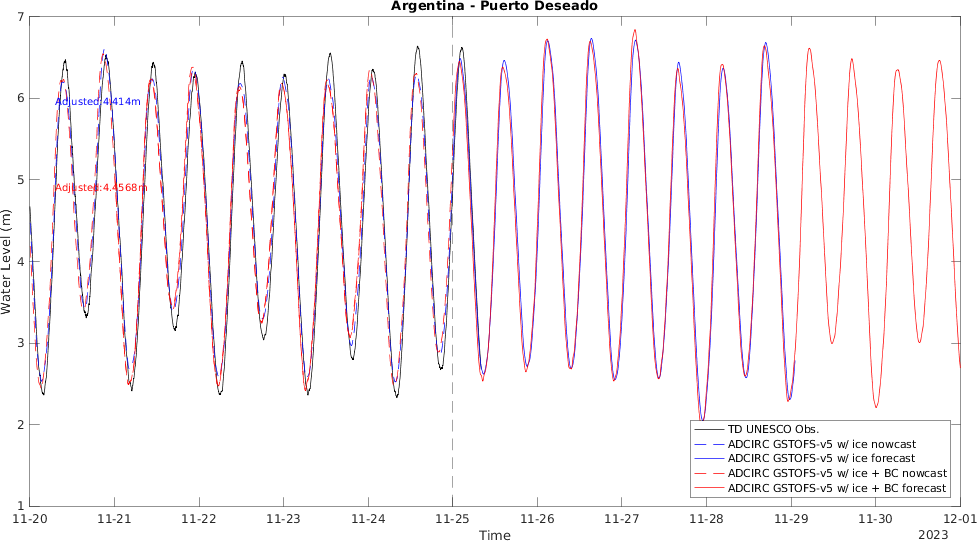 Argentina - Puerto Deseado
7
6
5
4
3
2
1
Water Level (m)
Adjusted:4.414m
Adjusted:4.4568m
TD UNESCO Obs.
ADCIRC GSTOFS-v5 w/ ice nowcast
ADCIRC GSTOFS-v5 w/ ice forecast
ADCIRC GSTOFS-v5 w/ ice + BC nowcast
ADCIRC GSTOFS-v5 w/ ice + BC forecast
11-20 11-21 11-22 11-23 11-24 11-25 11-26 11-27 11-28 11-29 11-30 12-01
Time
2023